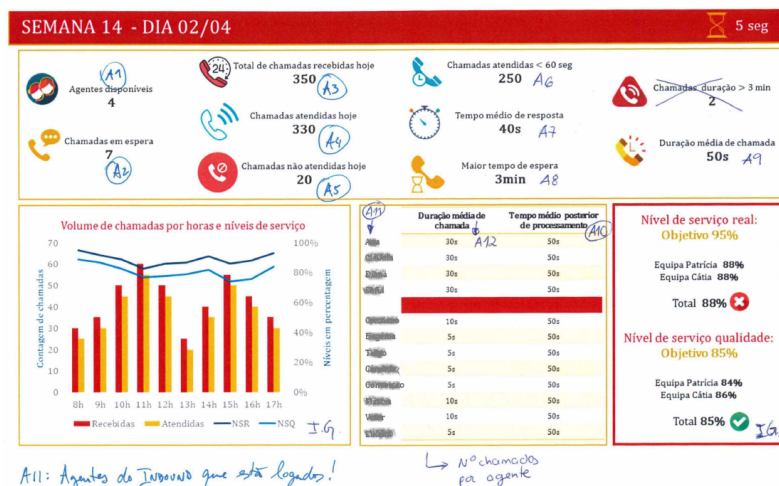 SEMANA 14 - DIA 02/04
5 seg
A1
Agentes disponíveis
4
Chamadas em espera
7
A2
24
Total de chamadas recebidas hoje
350
A3
Chamadas atendidas hoje
330
A4
Chamadas não atendidas hoje
20
A5
Chamadas atendidas < 60 seg
250 A6
Tempo médio de resposta
40s A7
Maior tempo de espera
3min A8
Chamadas duração > 3 min
2
Duração média de chamada
50s A9
Volume de chamadas por horas e níveis de serviço
Contagem de chamadas
70
60
50
40
30
20
10
0
100%
80%
60%
40%
20%
0%
Níveis em percentagem
8h 9h 10h 11h 12h 13h 14h 15h 16h 17h
Recebidas Atendidas NSR NSQ
I.G.
A11
Duração média de chamada
Tempo médio posterior de processamento
A10
A12
30s 50s
30s 50s
30s 50s
30s 50s
10s 50s
5s 50s
5s 50s
5s 50s
5s 50s
10s 50s
10s 50s
5s 50s
Nível de serviço real:
Objetivo 95%
Equipa Patrícia 88%
Equipa Cátia 88%
Total 88%
Nível de serviço qualidade:
Objetivo 85%
Equipa Patrícia 84%
Equipa Cátia 86%
Total 85%
I.G.
A11: Agentes do INBOUND que estão logados!
Nº chamadas
por agente